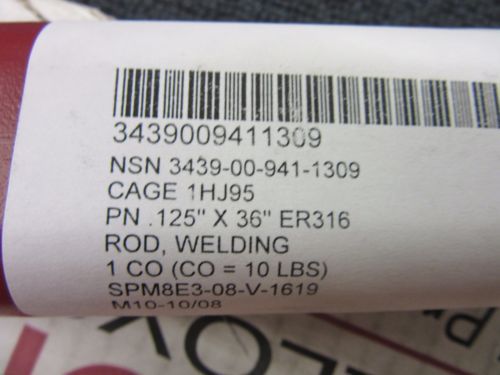 3439009411309
NSN 3439-00-941-1309
CAGE 1HJ95
PN .125" X 36" ER316
ROD, WELDING
1 CO (CO = 10 LBS)
SPM8E3-08-V-1619
M10-10/08